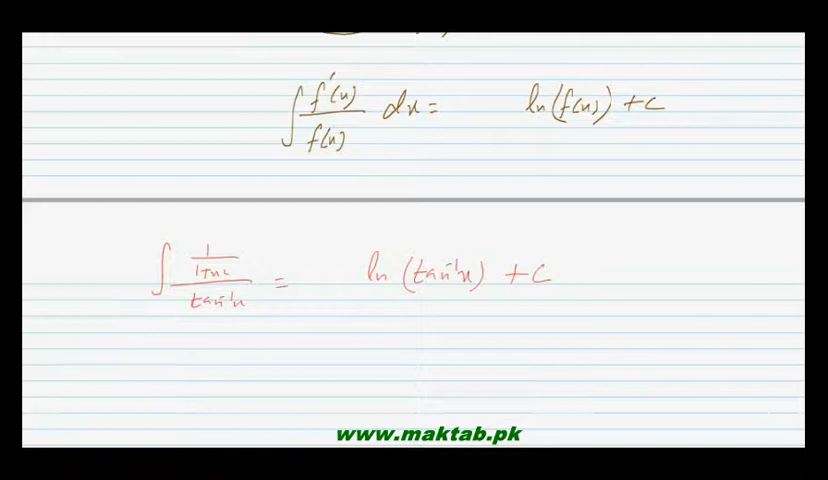 ∫ f'(x)/f(x) dx = ln(f(x)) + c
∫ (1/(1+x²))/(tan⁻¹x) = ln (tan⁻¹x) + c
www.maktab.pk